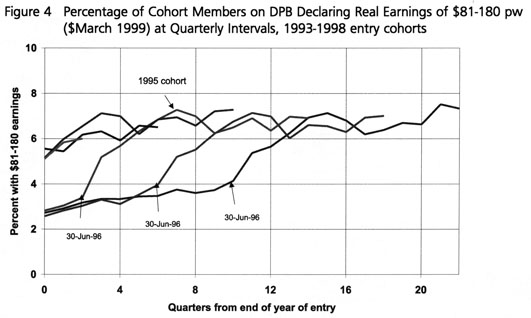 Figure 4 Percentage of Cohort Members on DPB Declaring Real Earnings of $81-180 pw
($March 1999) at Quarterly Intervals, 1993-1998 entry cohorts
10
8
6
4
2
0
Percent with $81-180 earnings
1995 cohort
30-Jun-96
30-Jun-96
30-Jun-96
0 4 8 12 16 20
Quarters from end of year of entry